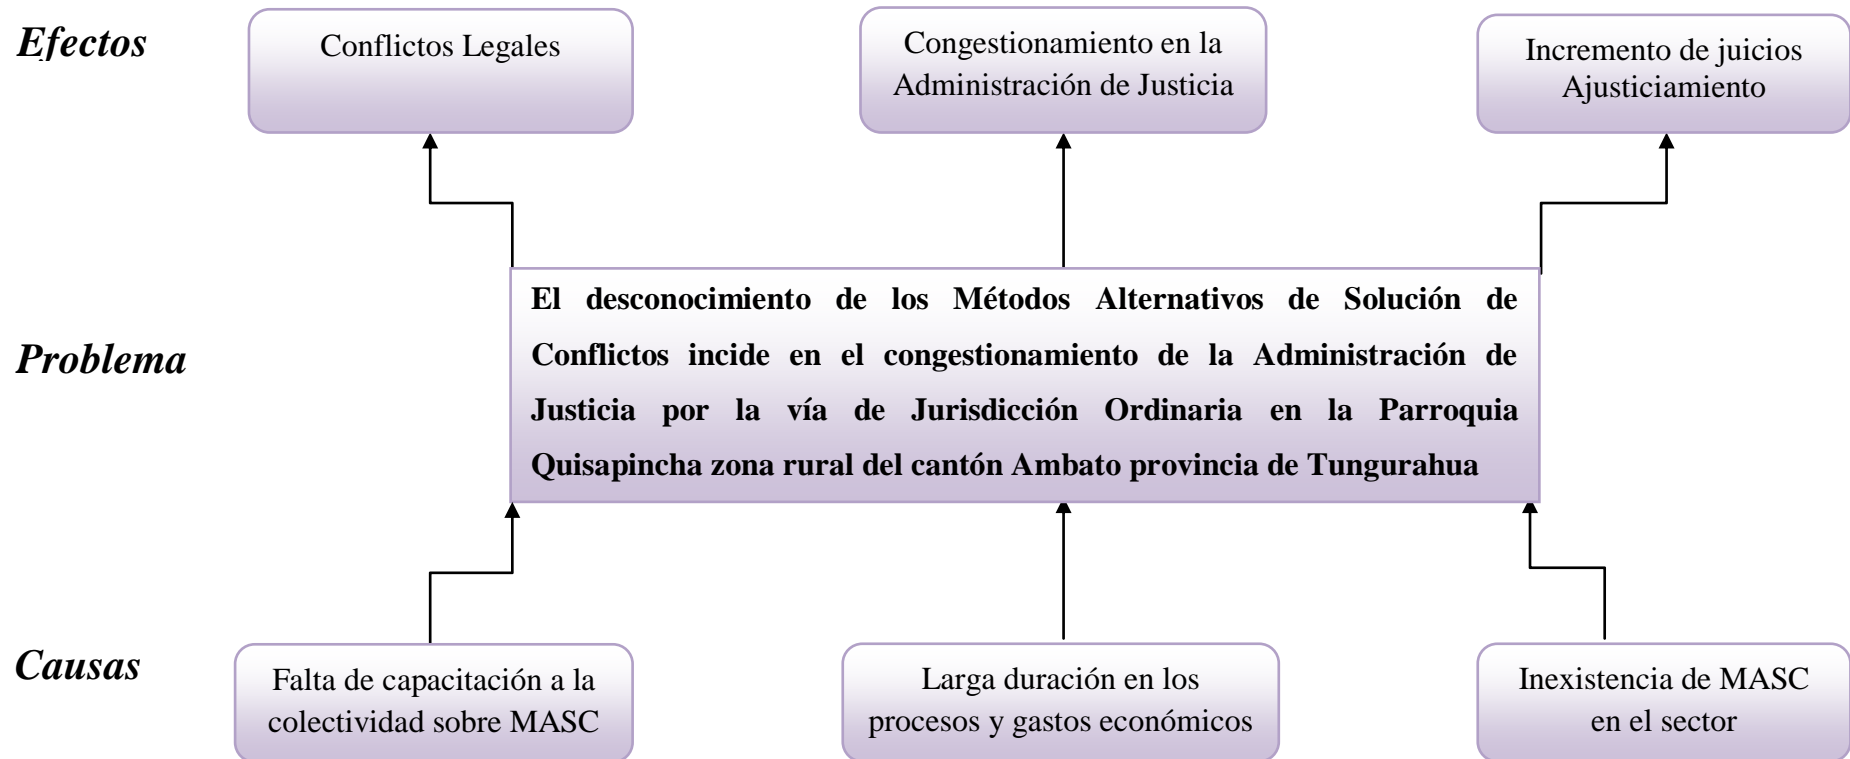 Efectos
Conflictos Legales
Congestionamiento en la
Administración de Justicia
Incremento de juicios
Ajusticiamiento
Problema
El desconocimiento de los Métodos Alternativos de Solución de
Conflictos incide en el congestionamiento de la Administración de
Justicia por la vía de Jurisdicción Ordinaria en la Parroquia
Quisapincha zona rural del cantón Ambato provincia de Tungurahua
Causas
Falta de capacitación a la
colectividad sobre MASC
Larga duración en los
procesos y gastos económicos
Inexistencia de MASC
en el sector